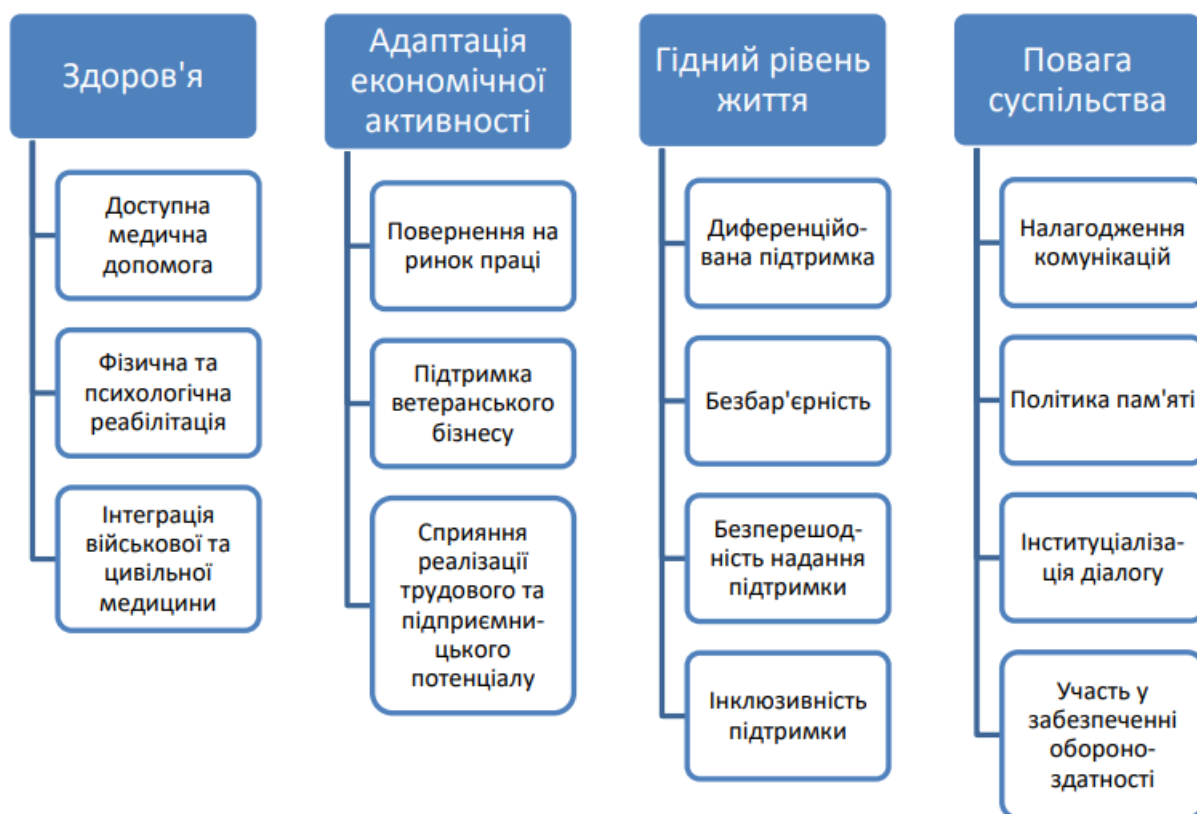 Здоров'я
Доступна
медична
допомога
Фізична та
психологічна
реабілітація
Інтеграція
військової та
цивільної
медицини
Адаптація
економічної
активності
Повернення на
ринок праці
Підтримка
ветеранського
бізнесу
Сприяння
реалізації
трудового та
підприємни-
цького
потенціалу
Гідний рівень
життя
Диференційо-
вана підтримка
Безбар'єрність
Безперешод-
ність надання
підтримки
Інклюзивність
підтримки
Повага
суспільства
Налагодження
комунікацій
Політика пам'яті
Інституціаліза-
ція діалогу
Участь у
забезпеченні
обороно-
здатності